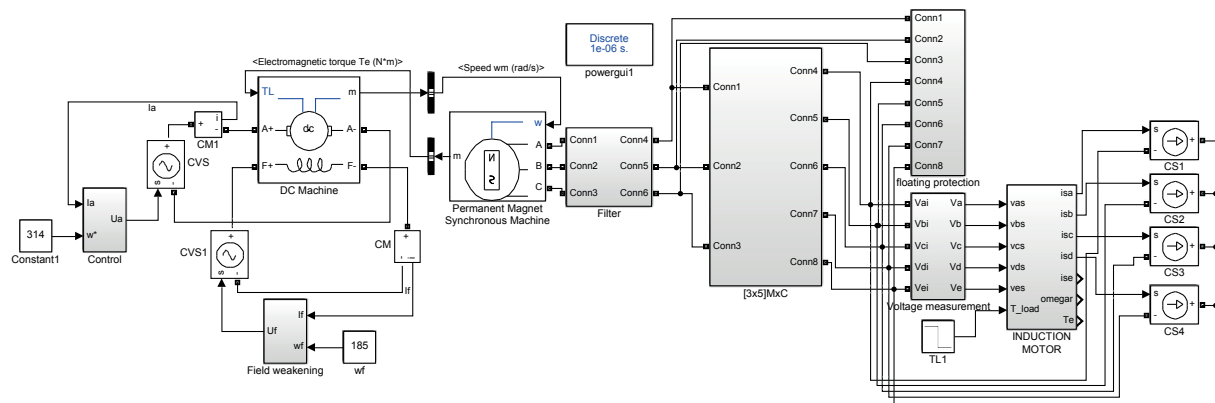 Discrete
1e-06 s.
powergui1
<Electromagnetic torque Te (N*m)>
<Speed wm (rad/s)>
TL
m
dc
A+
A-
F+
F-
DC Machine
Ia
i
+
-
CM1
+
-
s
CVS
Ia
w*
Ua
Control
314
Constant1
+
-
s
CVS1
+
-
i
CM
If
If
wf
Uf
Field weakening
185
wf
w
m
N
S
A
B
C
Permanent Magnet
Synchronous Machine
Conn1
Conn2
Conn3
Conn4
Conn5
Conn6
Filter
Conn1
Conn2
Conn3
Conn4
Conn5
Conn6
Conn7
Conn8
[3x5]MxC
Conn1
Conn2
Conn3
Conn4
Conn5
Conn6
Conn7
Conn8
floating protection
Vai
Vbi
Vci
Vdi
Vei
Va
Vb
Vc
Vd
Ve
Voltage measurement
TL1
vas
vbs
vcs
vds
ves
T_load
isa
isb
isc
isd
ise
omegar
Te
INDUCTION
MOTOR
s
-
+
CS1
s
-
+
CS2
s
-
+
CS3
s
-
+
CS4